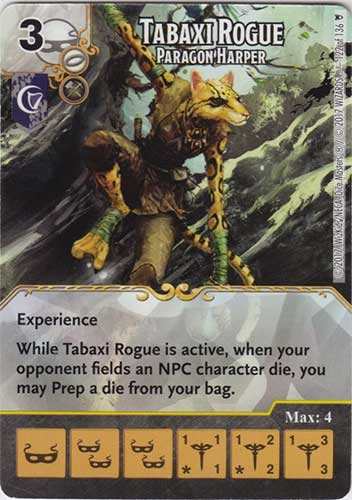 3
TABAXI ROGUE
PARAGON HARPER
Experience
While Tabaxi Rogue is active, when your
opponent fields an NPC character die, you
may Prep a die from your bag.
Max: 4
1 1
* 1
1 2
* 2
1 3
3